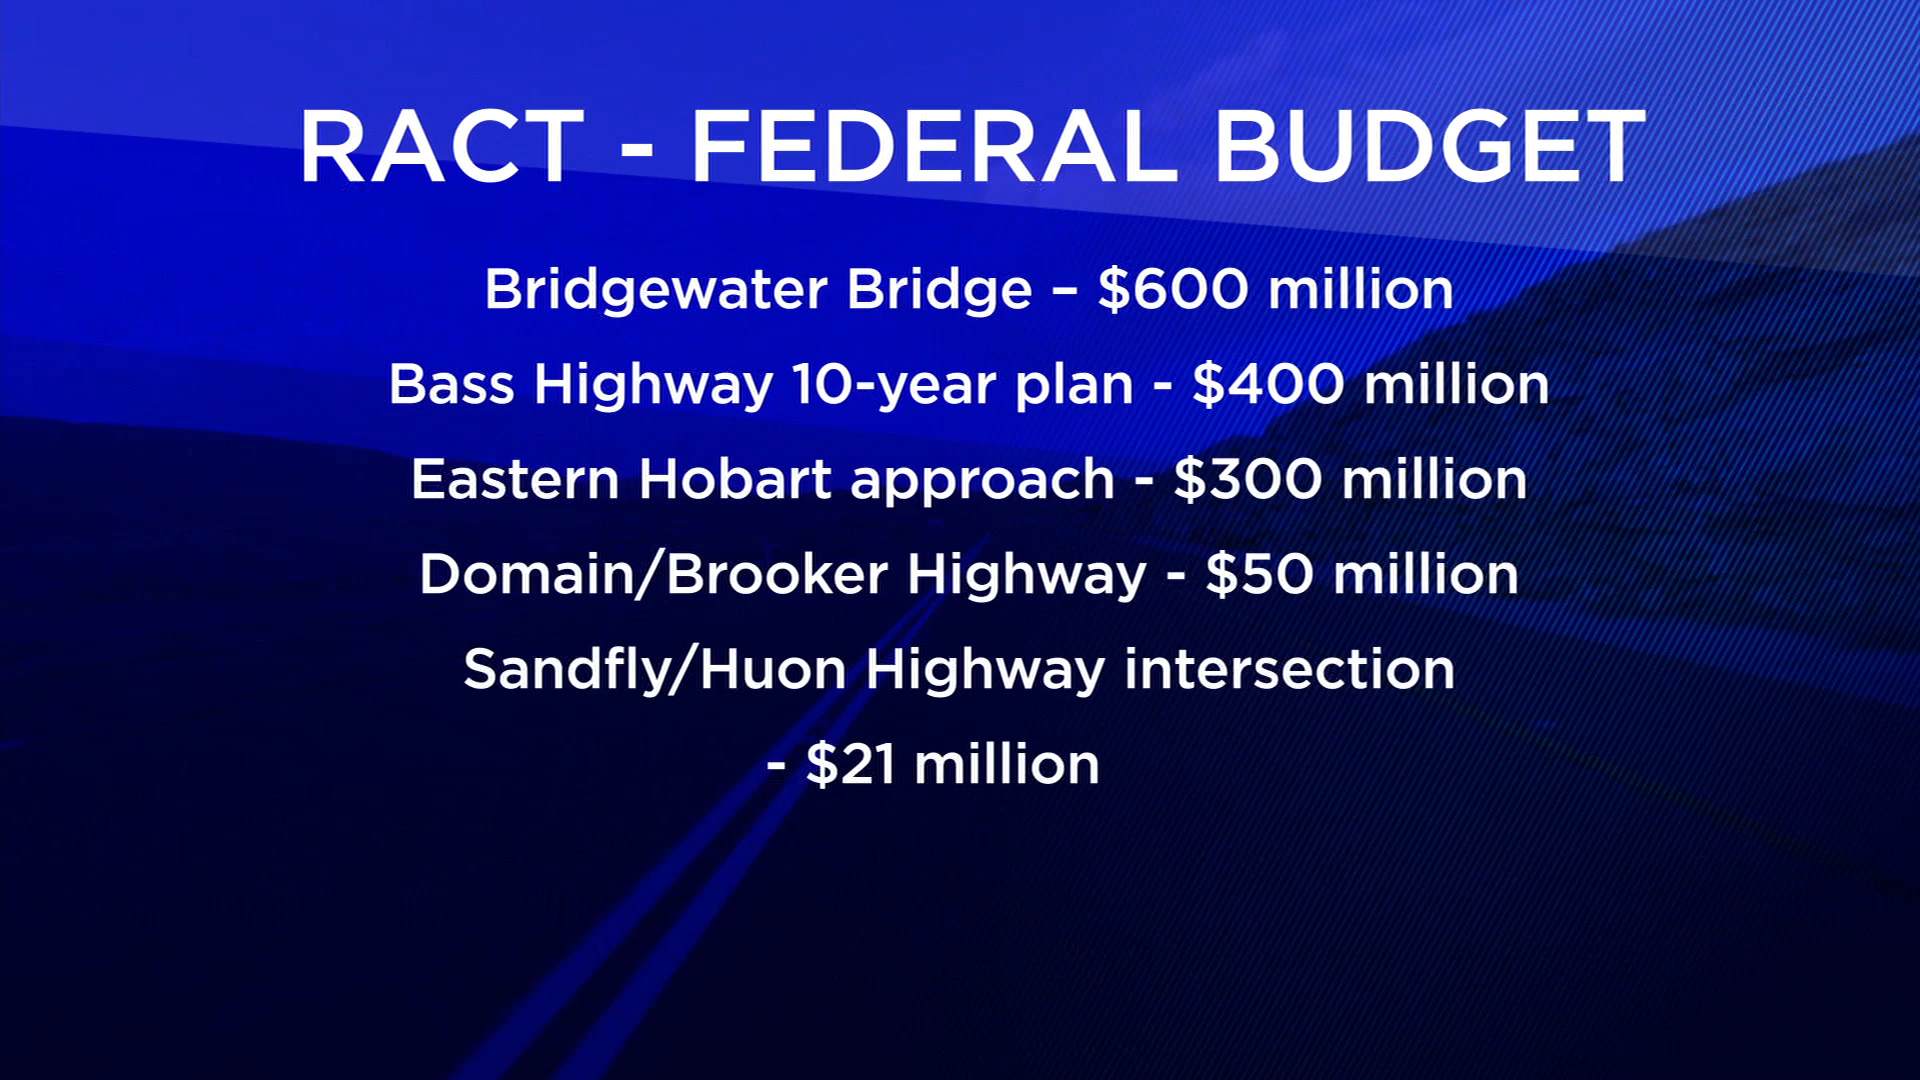 RACT - FEDERAL BUDGET
Bridgewater Bridge – $600 million
Bass Highway 10-year plan - $400 million
Eastern Hobart approach - $300 million
Domain/Brooker Highway - $50 million
Sandfly/Huon Highway intersection
- $21 million